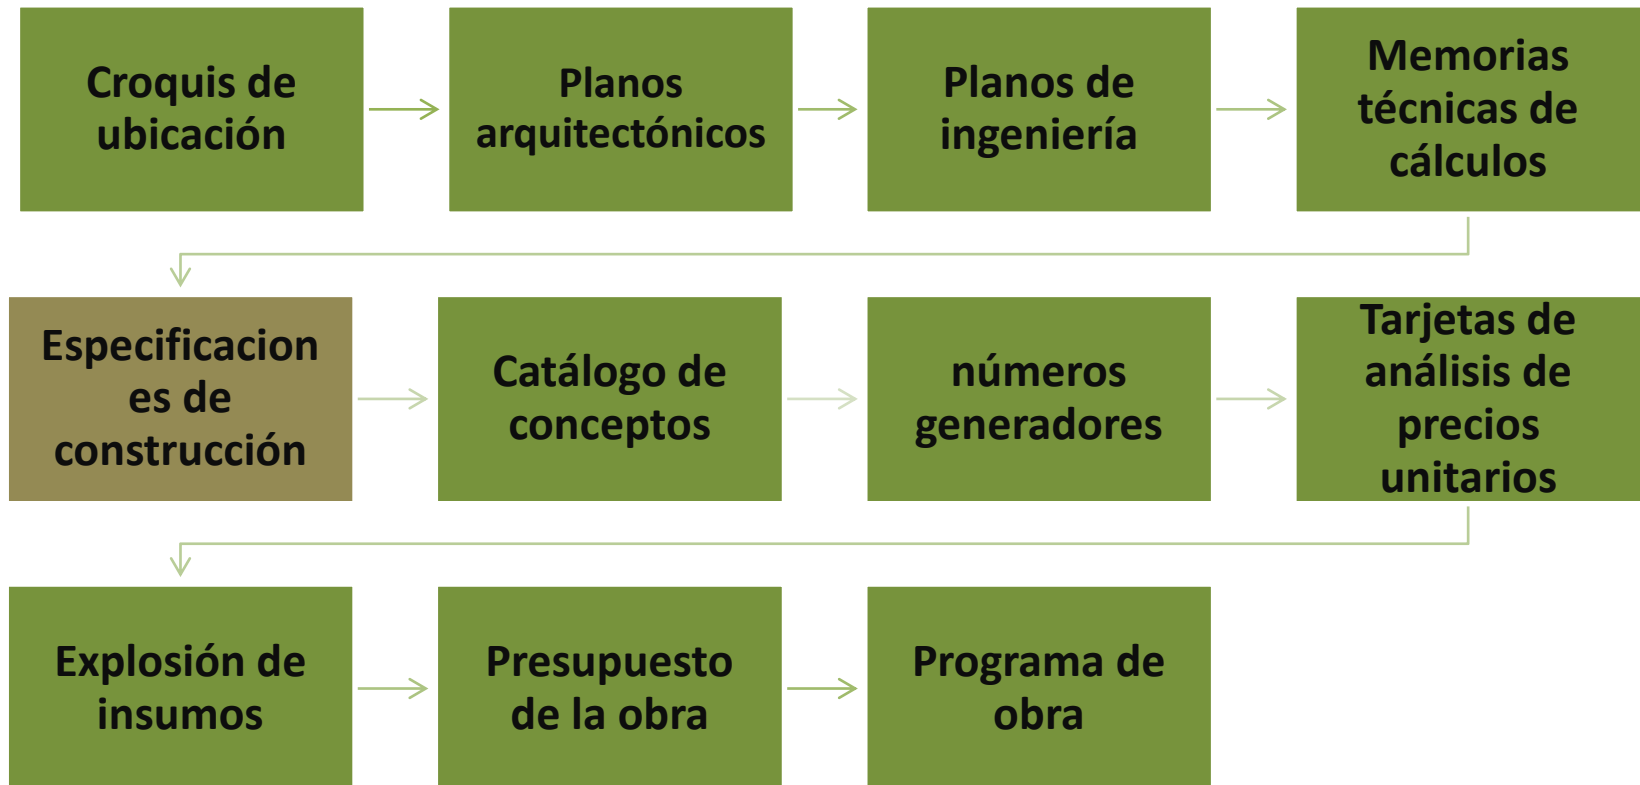 Croquis de
ubicación
Planos
arquitectónicos
Planos de
ingeniería
Memorias
técnicas de
cálculos
Especificacion
es de
construcción
Catálogo de
conceptos
números
generadores
Tarjetas de
análisis de
precios
unitarios
Explosión de
insumos
Presupuesto
de la obra
Programa de
obra